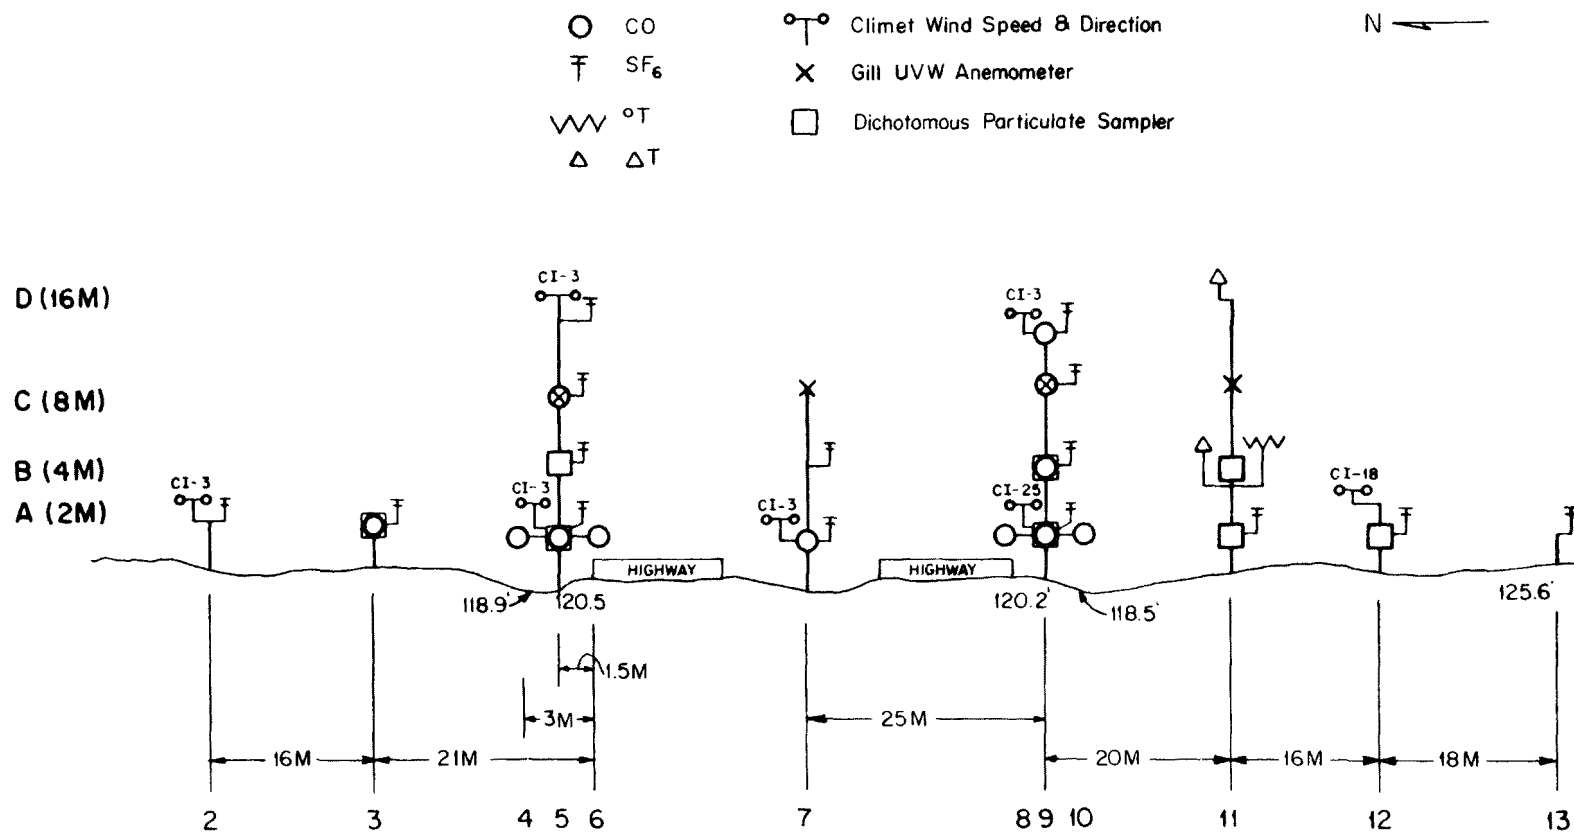 CO
Climet Wind Speed & Direction
N
SF6
Gill UVW Anemometer
°T
Dichotomous Particulate Sampler
△T
D (16M)
CI-3
CI-3
C (8M)
B (4M)
CI-3
CI-3
CI-3
CI-25
CI-18
A (2M)
HIGHWAY
HIGHWAY
118.9'
120.5
120.2'
118.5'
125.6'
1.5M
3M
25M
16M
21M
20M
16M
18M
2 3 4 5 6 7 8 9 10 11 12 13